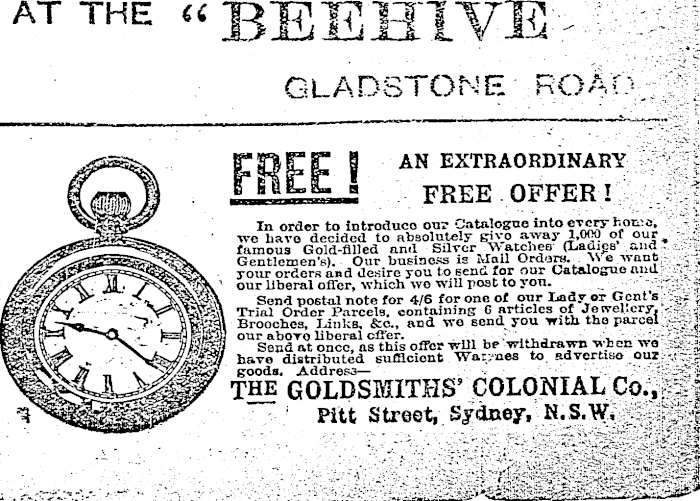 AT THE "BEEHIVE
GLADSTONE ROAD
FREE!
AN EXTRAORDINARY
FREE OFFER!
In order to introduce our Catalogue into every home,
we have decided to absolutely give away 1,000 of our
famous Gold-filled and Silver Watches (Ladies' and
Gentlemen's). Our business is Mail Orders. We want
your orders and desire you to send for our Catalogue and
our liberal offer, which we will post to you.
Send postal note for 4/6 for one of our Lady or Gent's
Trial Order Parcels, containing 6 articles of Jewellery,
Brooches, Links, &c., and we send you with the parcel
our above liberal offer.
Send at once, as this offer will be withdrawn when we
have distributed sufficient Watches to advertise our
goods. Address—
THE GOLDSMITHS' COLONIAL Co.,
Pitt Street, Sydney, N.S.W.